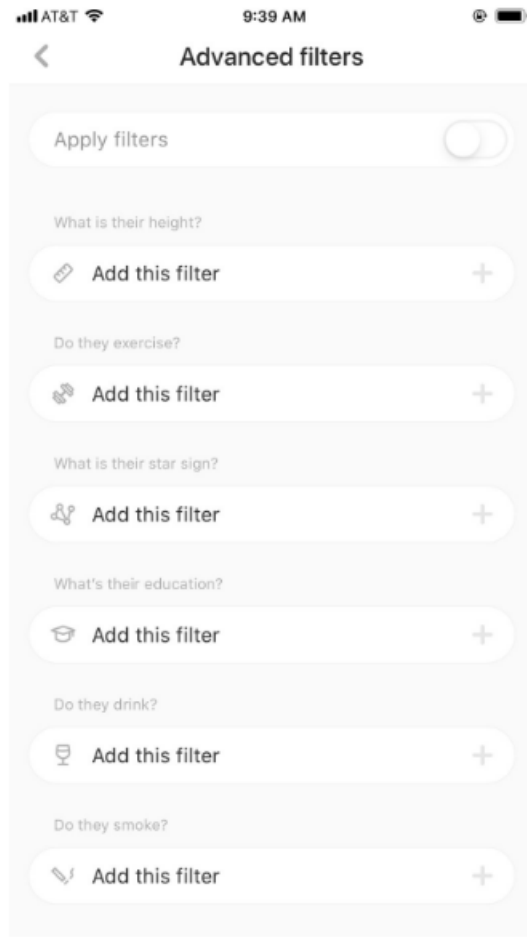 AT&T 9:39 AM
Advanced filters
Apply filters
What is their height?
Add this filter
Do they exercise?
Add this filter
What is their star sign?
Add this filter
What's their education?
Add this filter
Do they drink?
Add this filter
Do they smoke?
Add this filter